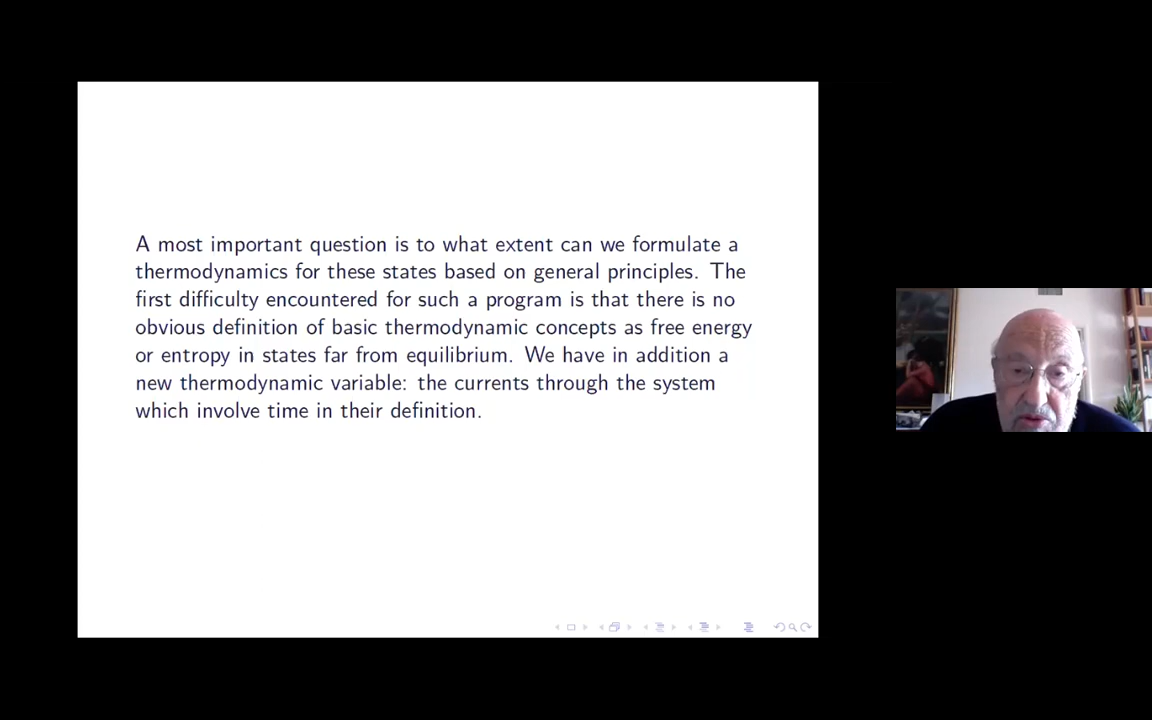 A most important question is to what extent can we formulate a
thermodynamics for these states based on general principles. The
first difficulty encountered for such a program is that there is no
obvious definition of basic thermodynamic concepts as free energy
or entropy in states far from equilibrium. We have in addition a
new thermodynamic variable: the currents through the system
which involve time in their definition.